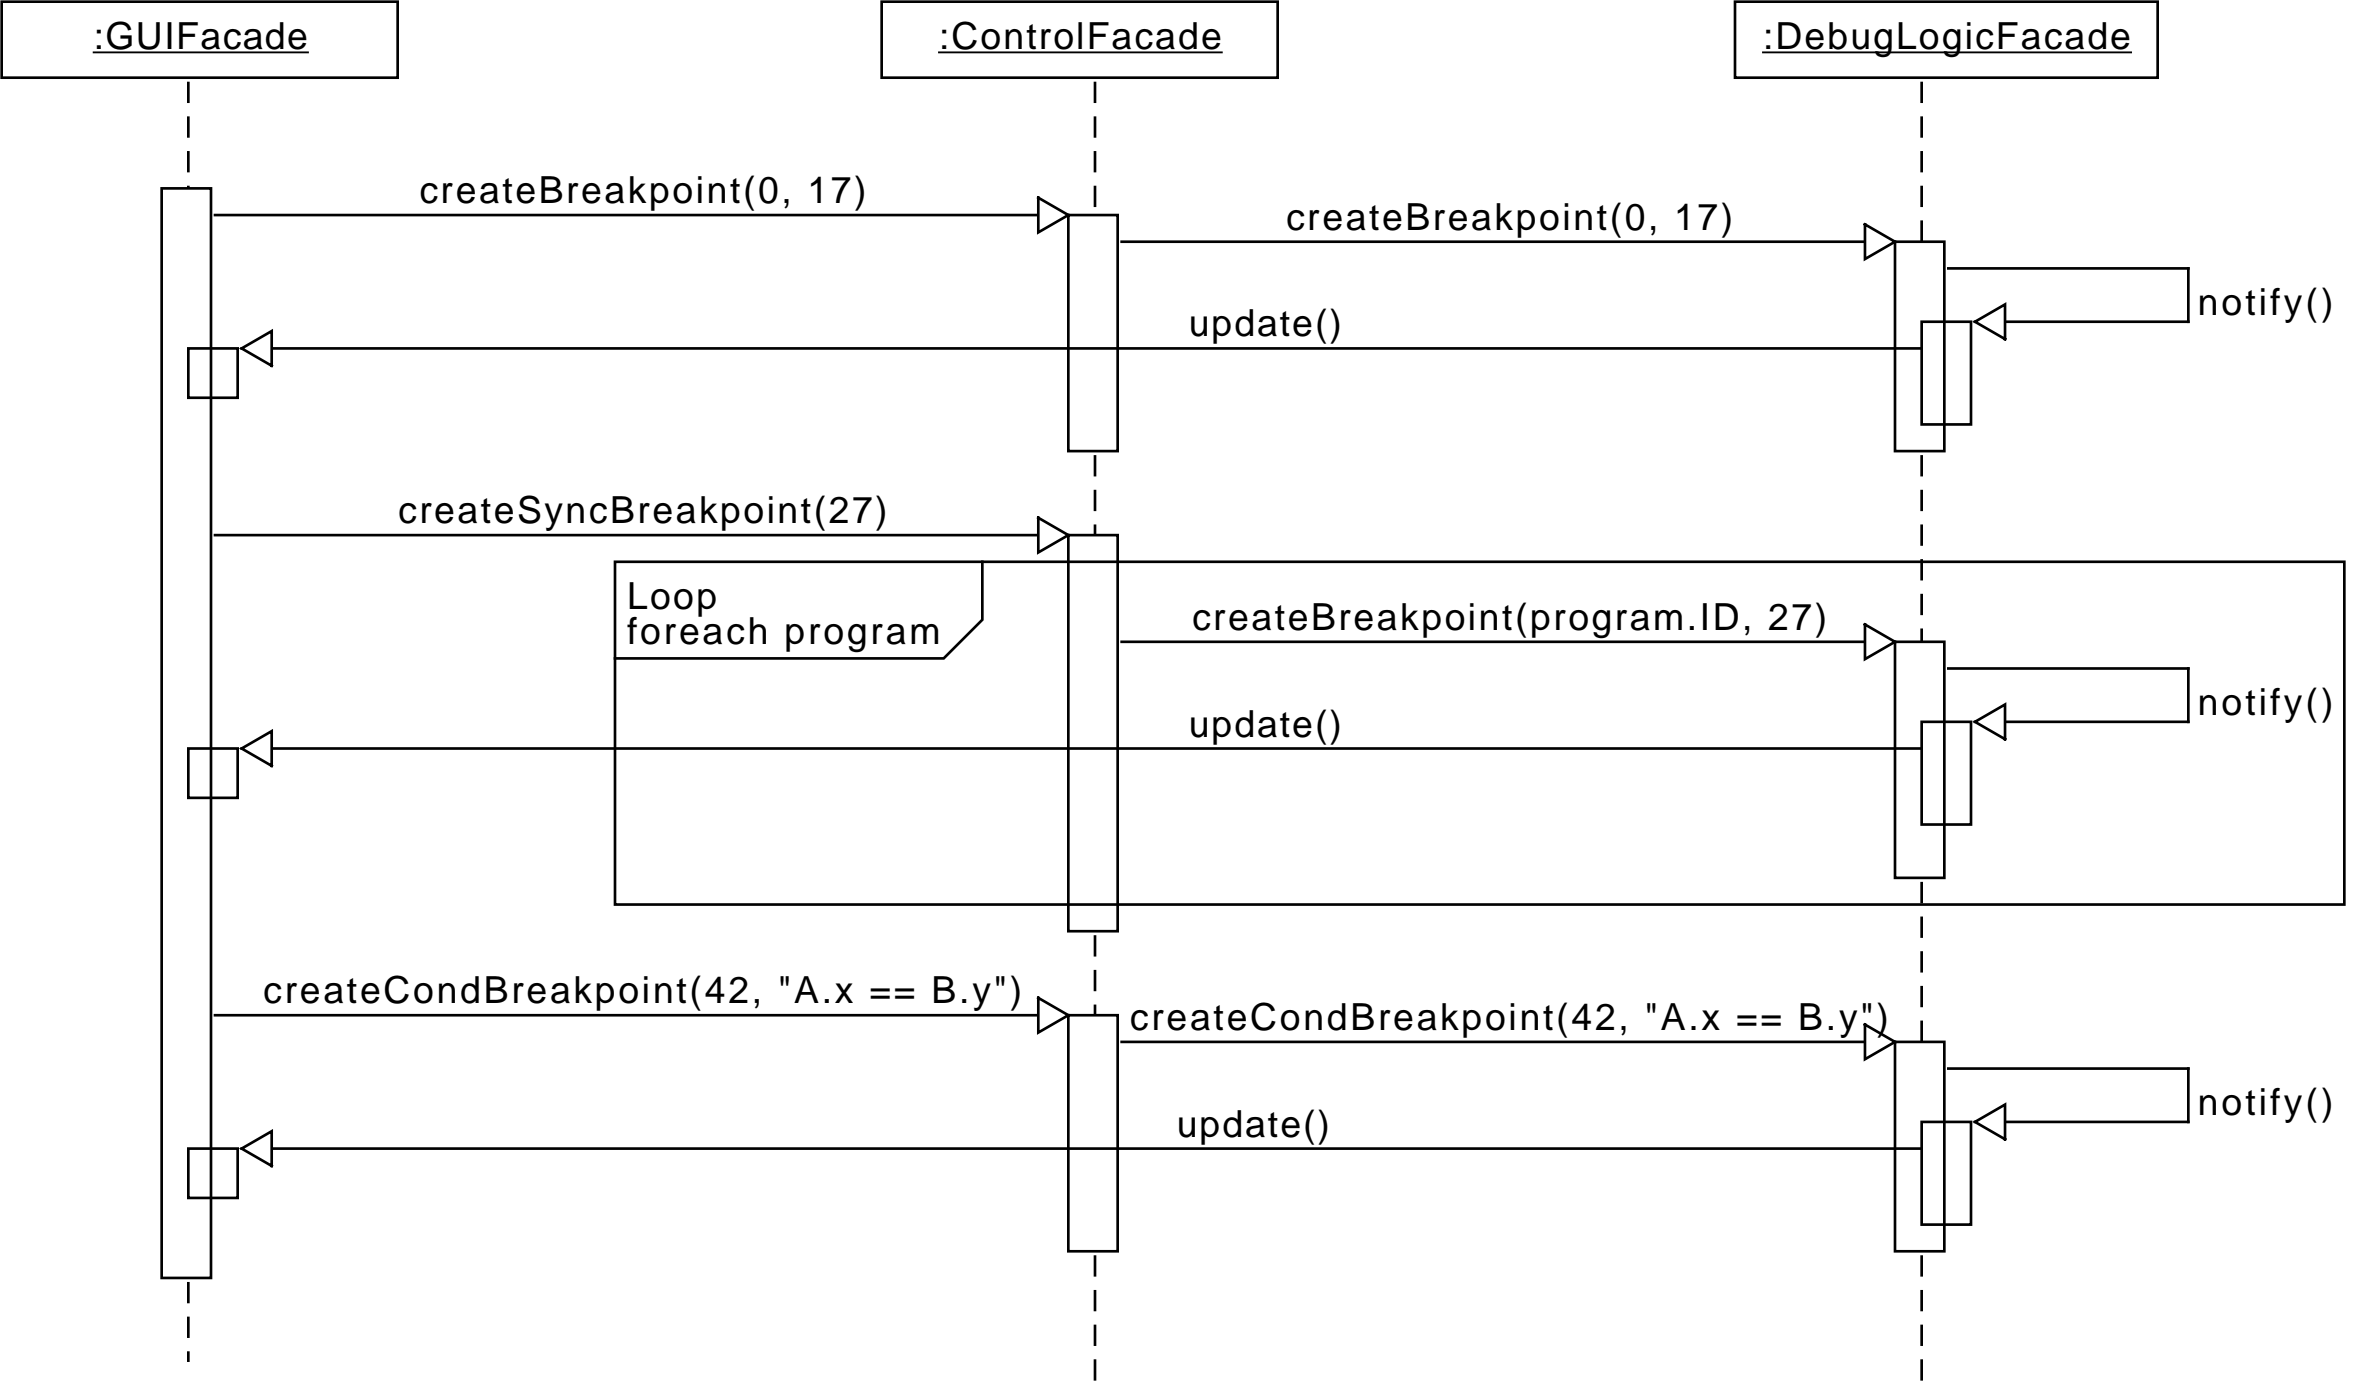 :GUIFacade
:ControlFacade
:DebugLogicFacade
createBreakpoint(0, 17)
createBreakpoint(0, 17)
notify()
update()
createSyncBreakpoint(27)
Loop
foreach program
createBreakpoint(program.ID, 27)
notify()
update()
createCondBreakpoint(42, "A.x == B.y")
createCondBreakpoint(42, "A.x == B.y")
notify()
update()